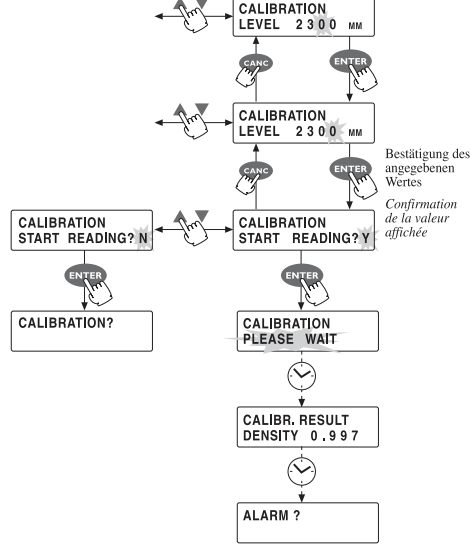 CALIBRATION
LEVEL 2300 MM
CANC
ENTER
CALIBRATION
LEVEL 2300 MM
CANC
ENTER
Bestätigung des
angegebenen
Wertes
Confirmation
de la valeur
affichée
CALIBRATION
START READING? N
CALIBRATION
START READING? Y
ENTER
ENTER
CALIBRATION?
CALIBRATION
PLEASE WAIT
CALIBR. RESULT
DENSITY 0.997
ALARM ?